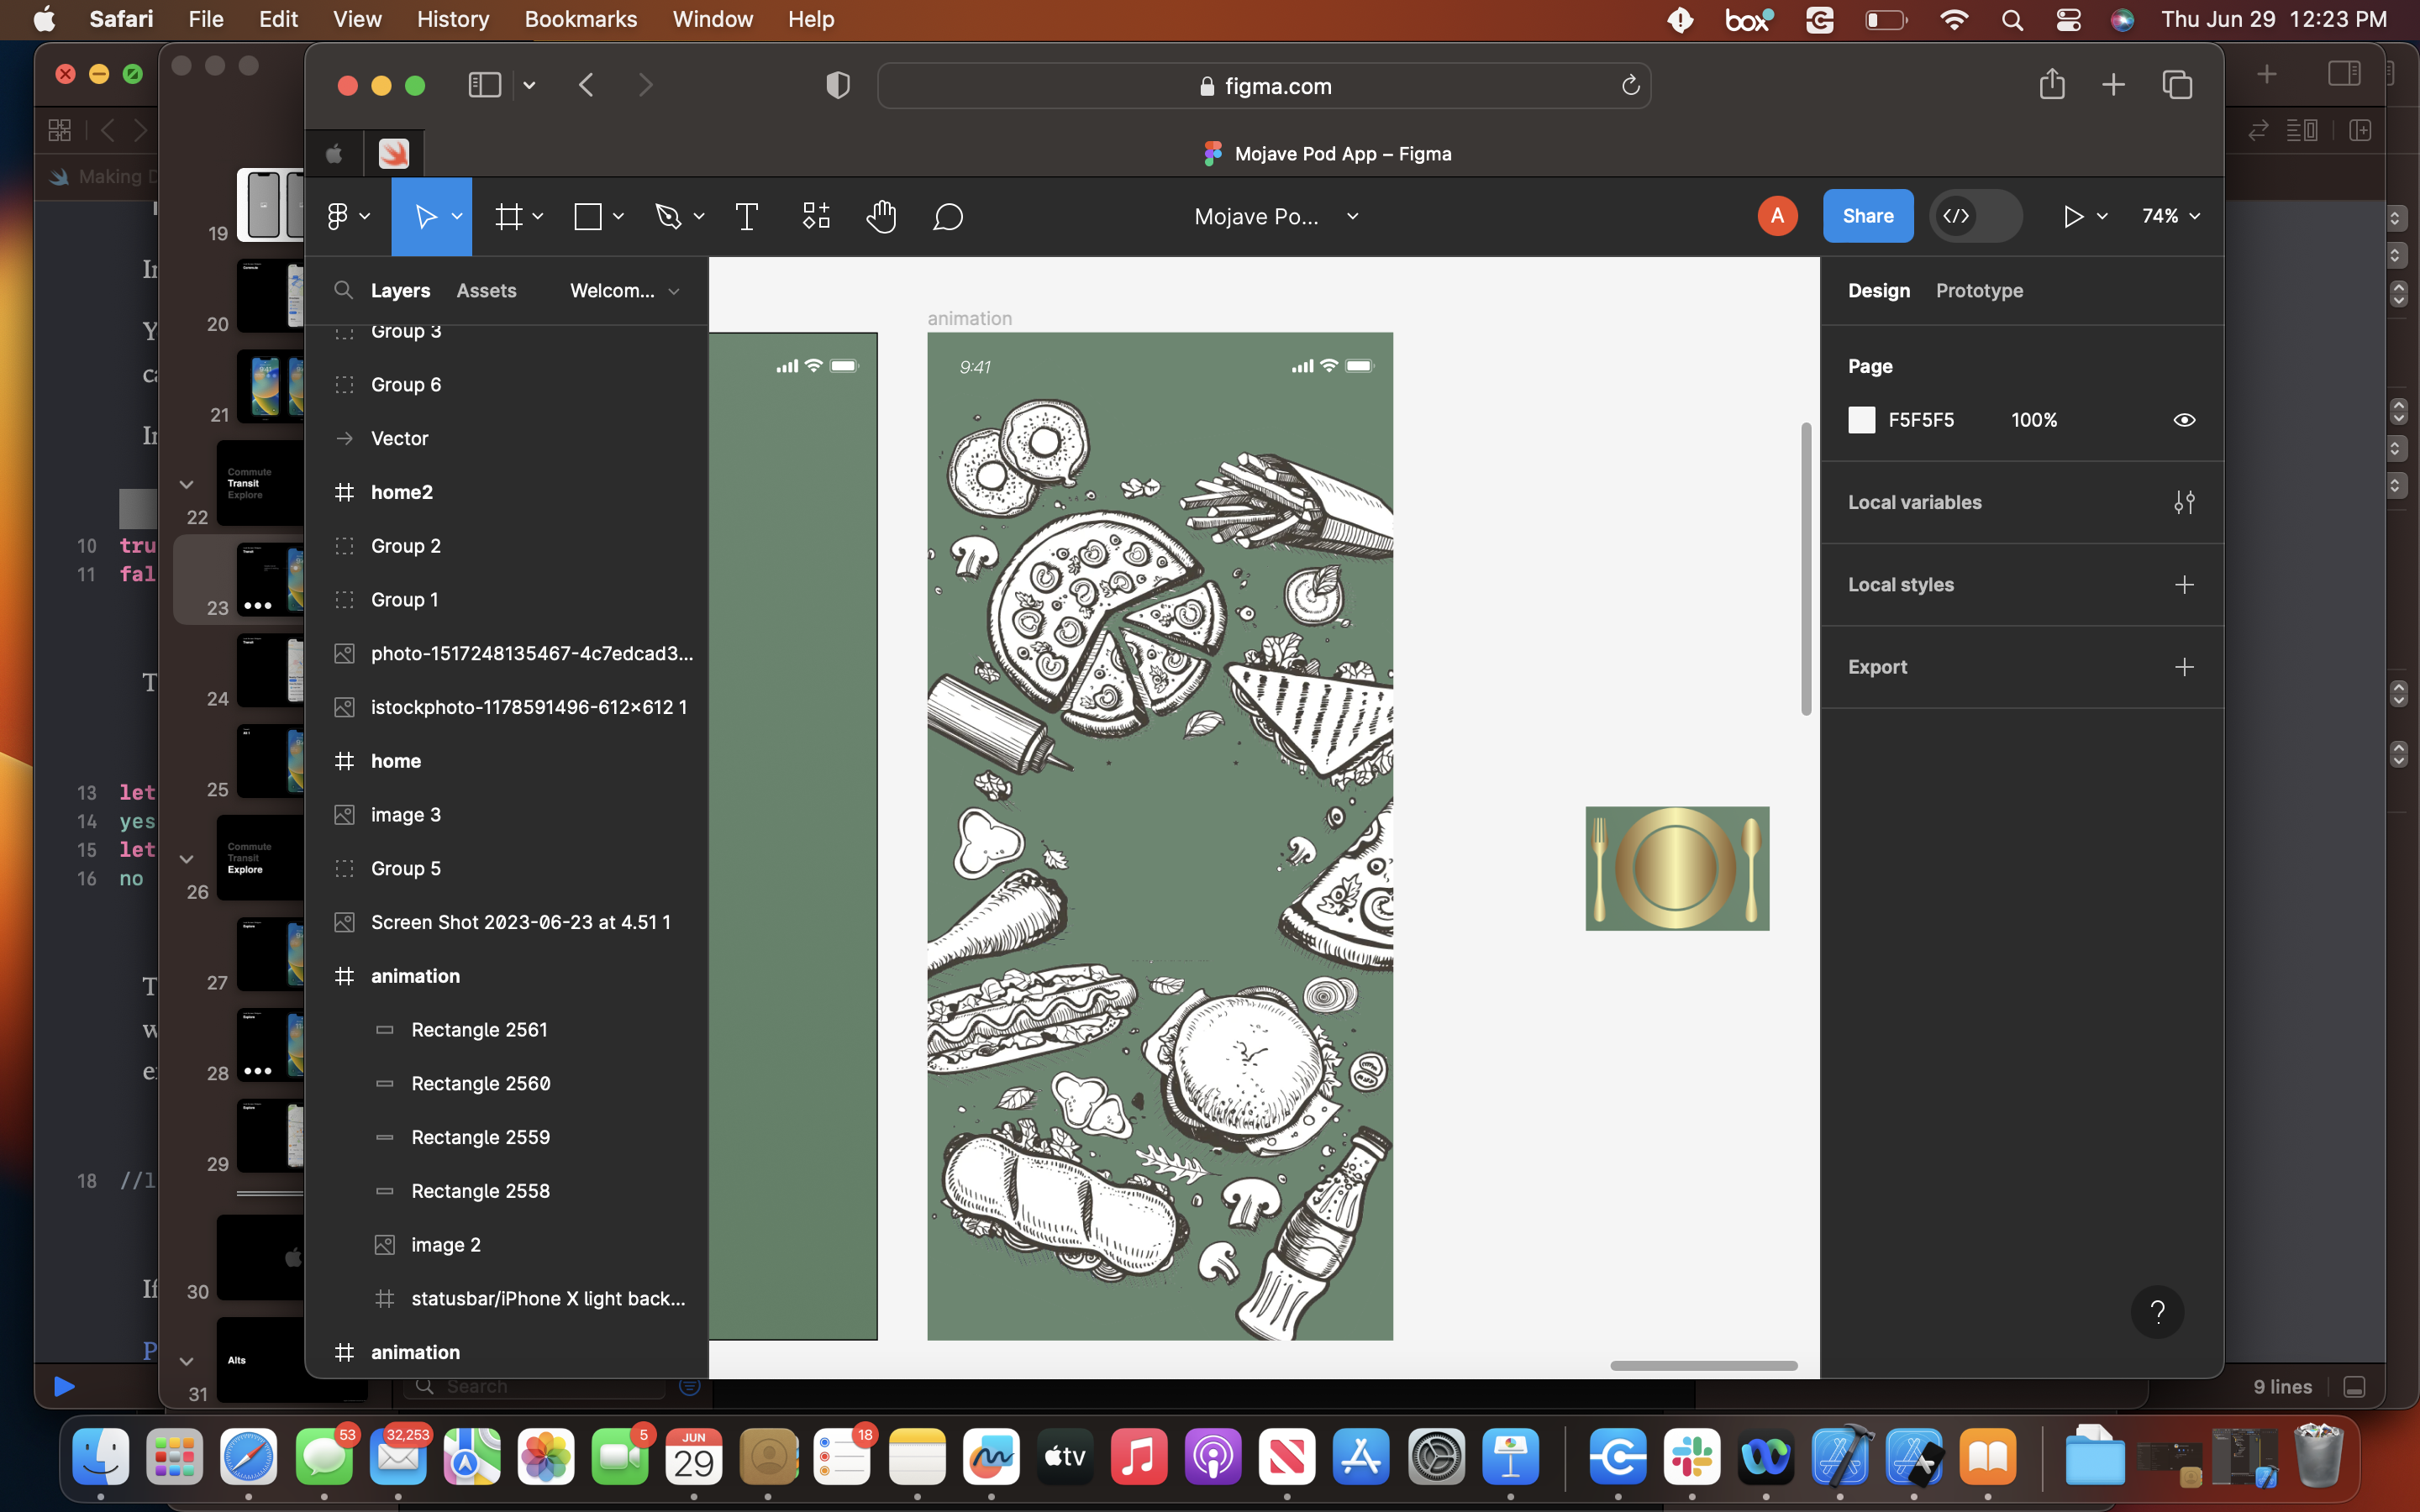 Safari File Edit View History Bookmarks Window Help
box
Thu Jun 29 12:23 PM
figma.com
Making D
Mojave Pod App – Figma
Mojave Po...
A
Share
74%
Layers
Assets
Welcom...
Design
Prototype
Group 3
Group 6
Vector
home2
Group 2
Group 1
photo-1517248135467-4c7edcad3...
istockphoto-1178591496-612×612 1
home
image 3
Group 5
Screen Shot 2023-06-23 at 4.51 1
animation
Rectangle 2561
Rectangle 2560
Rectangle 2559
Rectangle 2558
image 2
statusbar/iPhone X light back...
animation
animation
9:41
Page
F5F5F5
100%
Local variables
Local styles
Export
?
19
20
21
Commute
Transit
Explore
22
23
24
25
Commute
Transit
Explore
26
27
28
29
30
Alts
31
10 tru
11 fal
13 let
14 yes
15 let
16 no
18 //l
Search
9 lines
53
32,253
5
JUN
29
18
tv